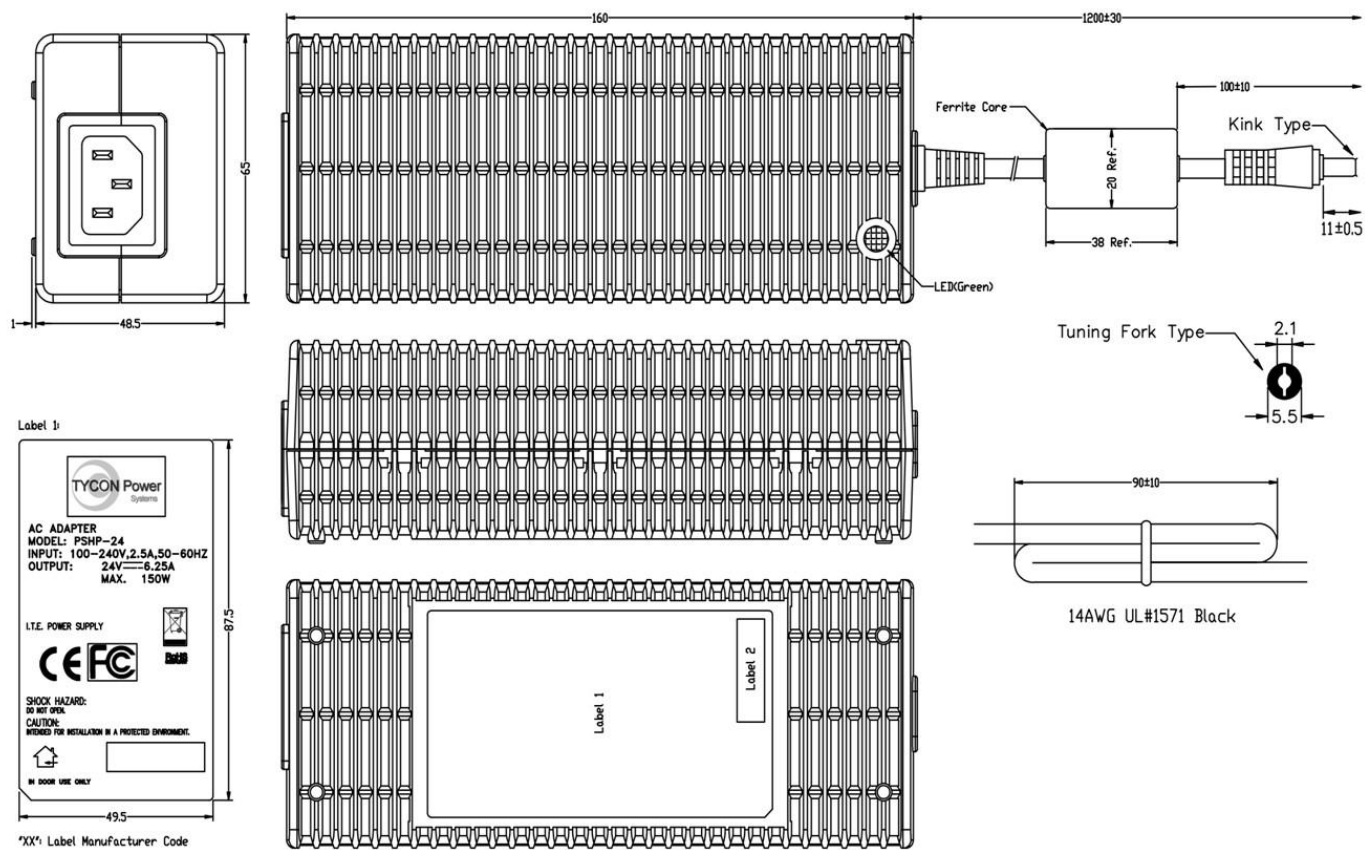 160
1200±30
100±10
Ferrite Core
Kink Type
20 Ref.
38 Ref.
11±0.5
LED(Green)
65
1
48.5
Tuning Fork Type
2.1
5.5
Label 1:
TYCON Power
Systems
AC ADAPTER
MODEL: PSHP-24
INPUT: 100-240V,2.5A,50-60HZ
OUTPUT: 24V⎓6.25A
MAX. 150W
I.T.E. POWER SUPPLY
RoHS
CE FC
SHOCK HAZARD:
DO NOT OPEN.
CAUTION:
INTENDED FOR INSTALLATION IN A PROTECTED ENVIRONMENT.
IN DOOR USE ONLY
87.5
49.5
"XX": Label Manufacturer Code
Label 1
Label 2
90±10
14AWG UL#1571 Black